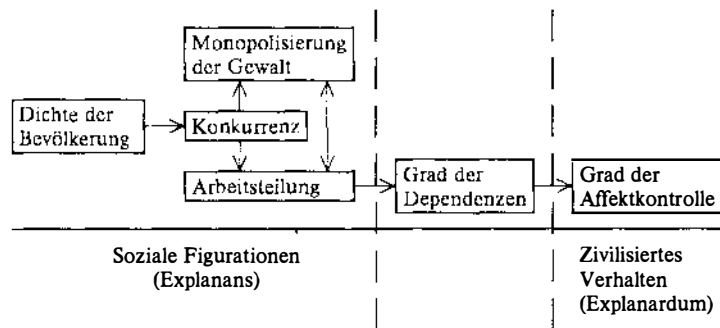 Monopolisierung
der Gewalt
Dichte der
Bevölkerung
Konkurrenz
Arbeitsteilung
Grad der
Dependenzen
Grad der
Affektkontrolle
Soziale Figurationen
(Explanans)
Zivilisiertes
Verhalten
(Explanardum)